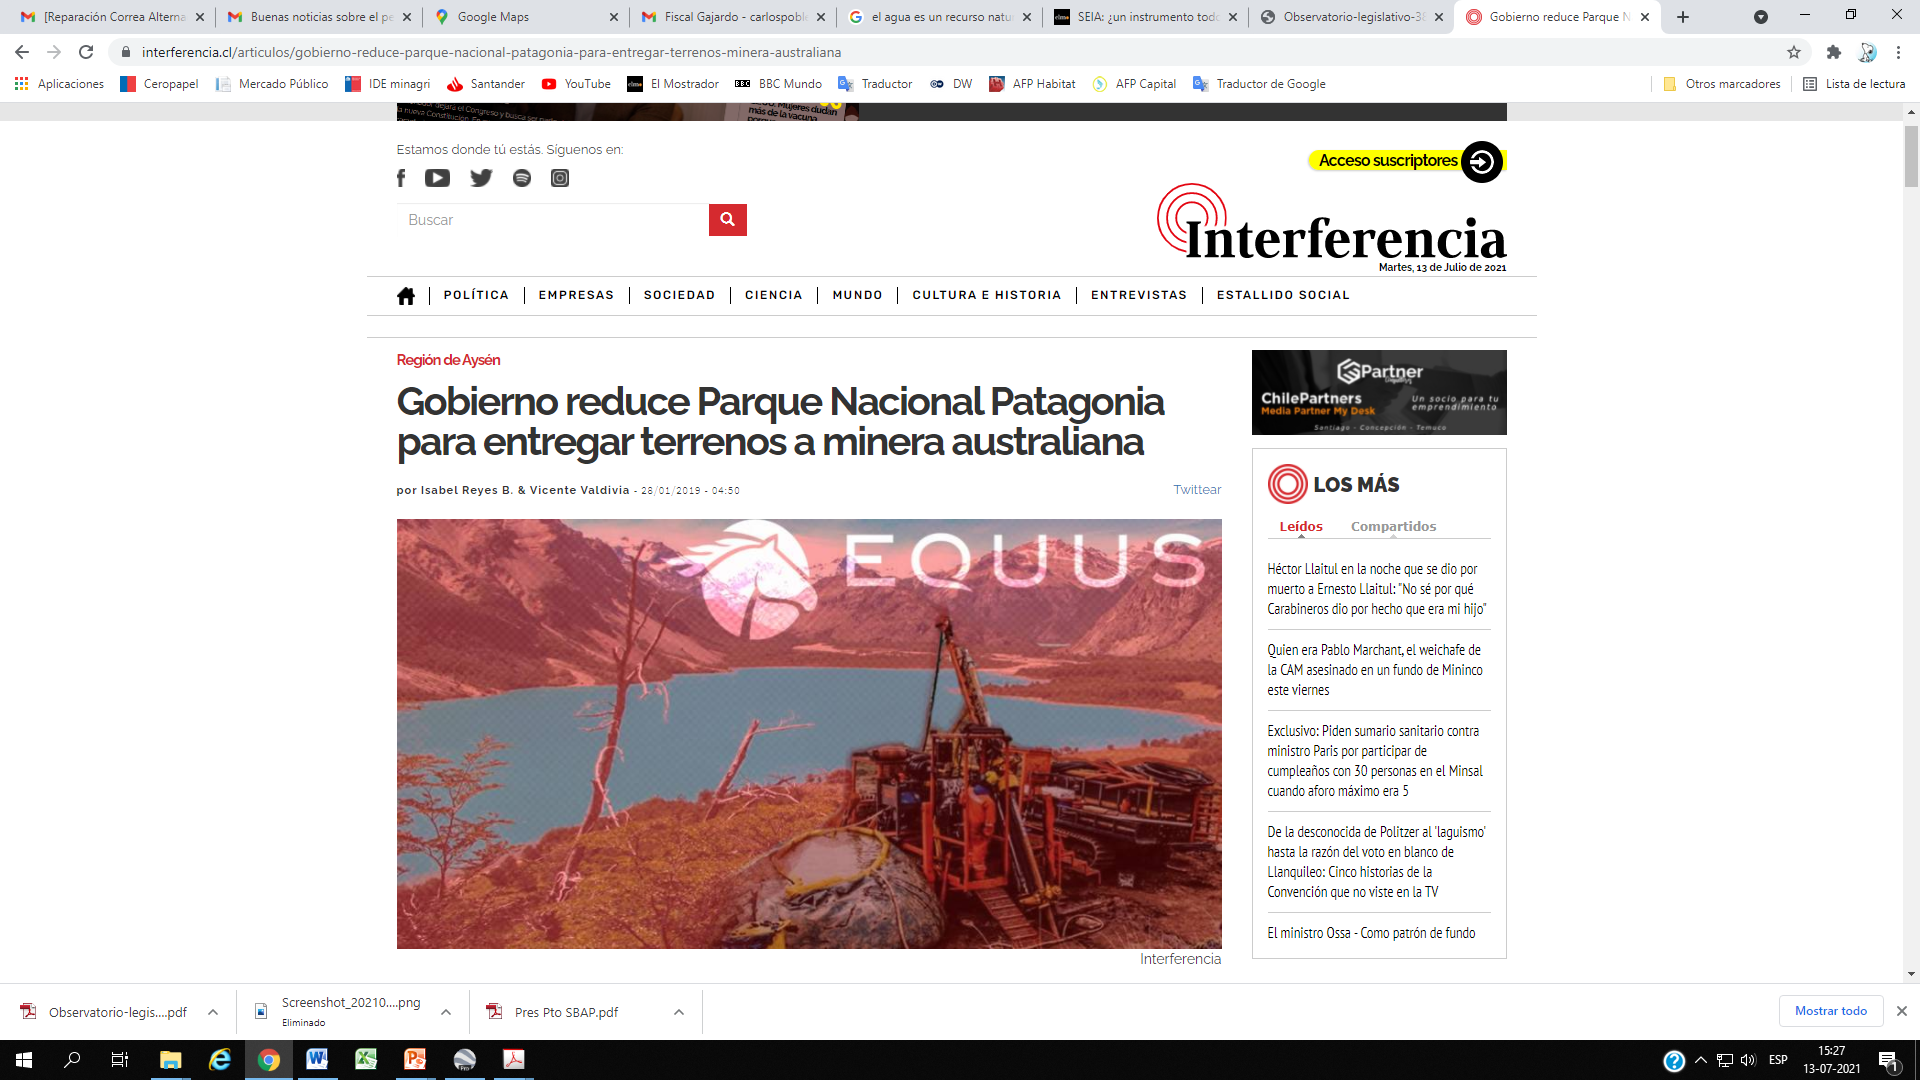 [Reparación Correa Alterna
Buenas noticias sobre el pe
Google Maps
Fiscal Gajardo - carlospoble
el agua es un recurso natu
SEIA: ¿un instrumento todo
Observatorio-legislativo-38
Gobierno reduce Parque N
interferencia.cl/articulos/gobierno-reduce-parque-nacional-patagonia-para-entregar-terrenos-minera-australiana
Aplicaciones
Ceropapel
Mercado Público
IDE minagri
Santander
YouTube
El Mostrador
BBC Mundo
Traductor
DW
AFP Habitat
AFP Capital
Traductor de Google
Otros marcadores
Lista de lectura
más de la vacuna
Estamos donde tú estás. Síguenos en:
Buscar
Acceso suscriptores
Interferencia
Martes, 13 de Julio de 2021
POLÍTICA
EMPRESAS
SOCIEDAD
CIENCIA
MUNDO
CULTURA E HISTORIA
ENTREVISTAS
ESTALLIDO SOCIAL
Región de Aysén
Gobierno reduce Parque Nacional Patagonia
para entregar terrenos a minera australiana
por Isabel Reyes B. & Vicente Valdivia - 28/01/2019 - 04:50
Twittear
EQUUS
Interferencia
GPartner
ChilePartners
Media Partner My Desk
Un socio para tu
emprendimiento
Santiago - Concepción - Temuco
LOS MÁS
Leídos
Compartidos
Héctor Llaitul en la noche que se dio por
muerto a Ernesto Llaitul: "No sé por qué
Carabineros dio por hecho que era mi hijo"
Quien era Pablo Marchant, el weichafe de
la CAM asesinado en un fundo de Mininco
este viernes
Exclusivo: Piden sumario sanitario contra
ministro Paris por participar de
cumpleaños con 30 personas en el Minsal
cuando aforo máximo era 5
De la desconocida de Politzer al 'laguismo'
hasta la razón del voto en blanco de
Llanquileo: Cinco historias de la
Convención que no viste en la TV
El ministro Ossa - Como patrón de fundo
Observatorio-legis....pdf
Screenshot_20210....png
Eliminado
Pres Pto SBAP.pdf
Mostrar todo
ESP
15:27
13-07-2021
1